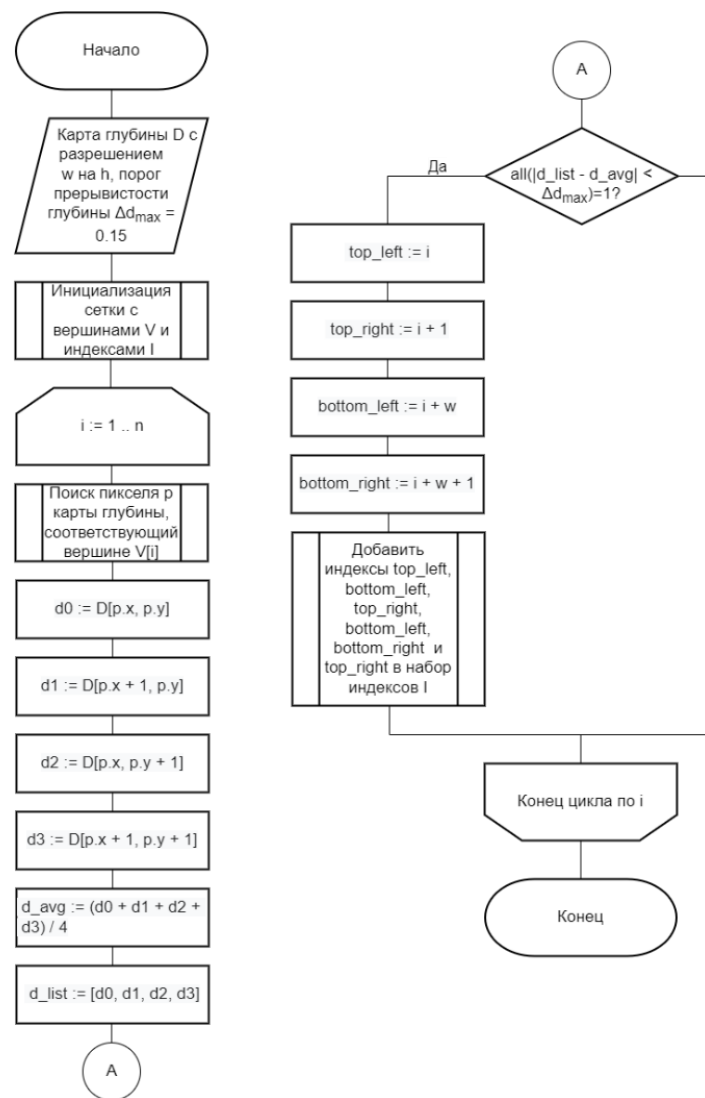 Начало
Карта глубины D с
разрешением
w на h, порог
прерывистости
глубины Δd_max =
0.15
Инициализация
сетки с
вершинами V и
индексами I
i := 1 .. n
Поиск пикселя p
карты глубины,
соответствующий
вершине V[i]
d0 := D[p.x, p.y]
d1 := D[p.x + 1, p.y]
d2 := D[p.x, p.y + 1]
d3 := D[p.x + 1, p.y + 1]
d_avg := (d0 + d1 + d2 +
d3) / 4
d_list := [d0, d1, d2, d3]
A
A
all(|d_list - d_avg| <
Δd_max)=1?
Да
top_left := i
top_right := i + 1
bottom_left := i + w
bottom_right := i + w + 1
Добавить
индексы top_left,
bottom_left,
top_right,
bottom_left,
bottom_right и
top_right в набор
индексов I
Конец цикла по i
Конец